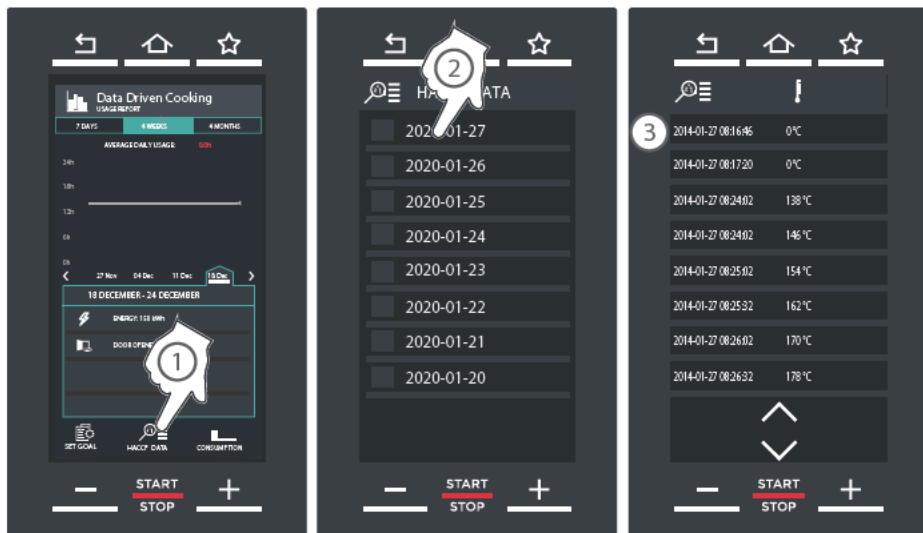 Data Driven Cooking
USAGE REPORT
7 DAYS 4 WEEKS 4 MONTHS
AVERAGE DAILY USAGE: 0.0h
24h
18h
12h
6h
0h
27 Nov 04 Dec 11 Dec 18 Dec
18 DECEMBER - 24 DECEMBER
ENERGY: 158 kWh
DOOR OPEN
1
SET GOAL HACCP DATA CONSUMPTION
START
STOP
2
DATA
2020-01-27
2020-01-26
2020-01-25
2020-01-24
2020-01-23
2020-01-22
2020-01-21
2020-01-20
START
STOP
3
2014-01-27 08:16:46 0°C
2014-01-27 08:17:20 0°C
2014-01-27 08:24:02 138 °C
2014-01-27 08:24:02 146 °C
2014-01-27 08:25:02 154 °C
2014-01-27 08:25:32 162 °C
2014-01-27 08:26:02 170 °C
2014-01-27 08:26:32 178 °C
START
STOP